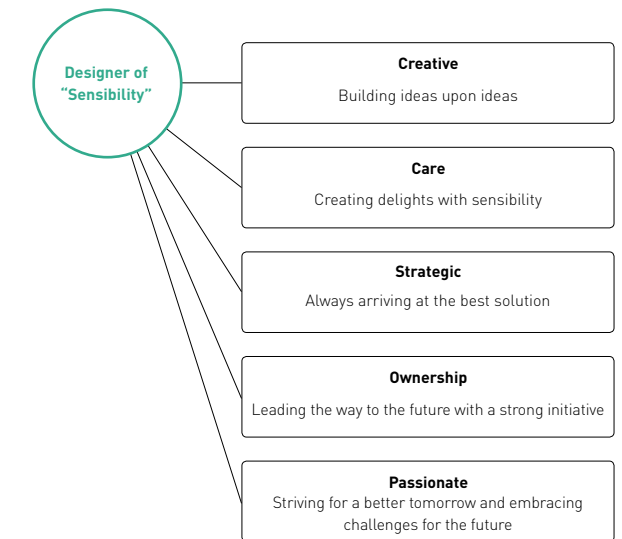 Designer of
“Sensibility”
Creative
Building ideas upon ideas
Care
Creating delights with sensibility
Strategic
Always arriving at the best solution
Ownership
Leading the way to the future with a strong initiative
Passionate
Striving for a better tomorrow and embracing
challenges for the future